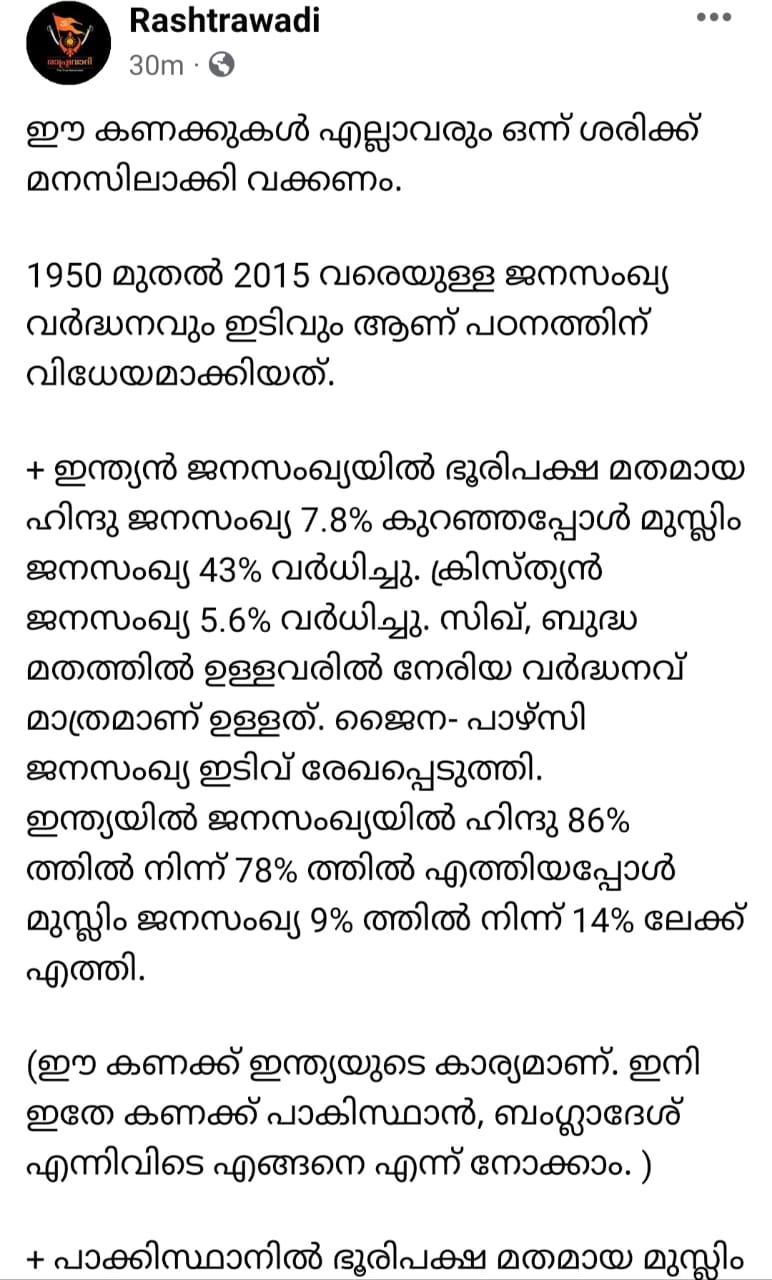 Rashtrawadi
30m ·
രാഷ്ട്രവാദി
ഈ കണക്കുകൾ എല്ലാവരും ഒന്ന് ശരിക്ക്
മനസിലാക്കി വക്കണം.
1950 മുതൽ 2015 വരെയുള്ള ജനസംഖ്യ
വർദ്ധനവും ഇടിവും ആണ് പഠനത്തിന്
വിധേയമാക്കിയത്.
+ ഇന്ത്യൻ ജനസംഖ്യയിൽ ഭൂരിപക്ഷ മതമായ
ഹിന്ദു ജനസംഖ്യ 7.8% കുറഞ്ഞപ്പോൾ മുസ്ലിം
ജനസംഖ്യ 43% വർധിച്ചു. ക്രിസ്ത്യൻ
ജനസംഖ്യ 5.6% വർധിച്ചു. സിഖ്, ബുദ്ധ
മതത്തിൽ ഉള്ളവരിൽ നേരിയ വർദ്ധനവ്
മാത്രമാണ് ഉള്ളത്. ജൈന- പാഴ്സി
ജനസംഖ്യ ഇടിവ് രേഖപ്പെടുത്തി.
ഇന്ത്യയിൽ ജനസംഖ്യയിൽ ഹിന്ദു 86%
ത്തിൽ നിന്ന് 78% ത്തിൽ എത്തിയപ്പോൾ
മുസ്ലിം ജനസംഖ്യ 9% ത്തിൽ നിന്ന് 14% ലേക്ക്
എത്തി.
(ഈ കണക്ക് ഇന്ത്യയുടെ കാര്യമാണ്. ഇനി
ഇതേ കണക്ക് പാകിസ്ഥാൻ, ബംഗ്ലാദേശ്
എന്നിവിടെ എങ്ങനെ എന്ന് നോക്കാം. )
+ പാക്കിസ്ഥാനിൽ ഭൂരിപക്ഷ മതമായ മുസ്ലിം